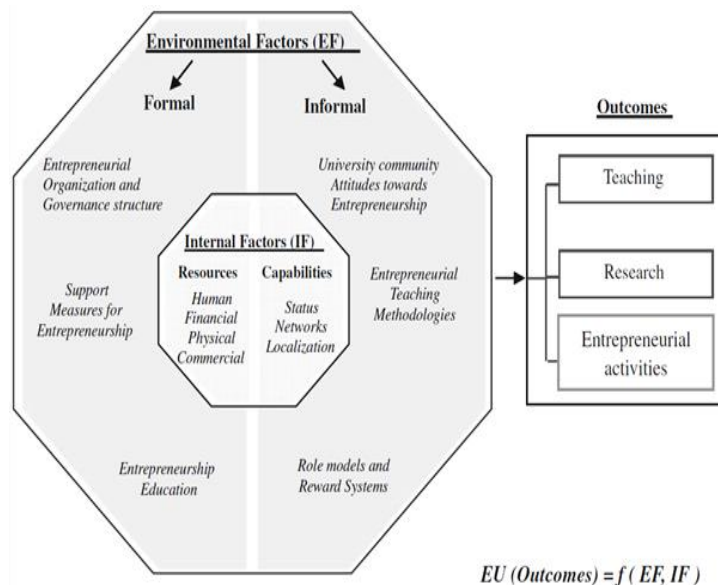 Environmental Factors (EF)
Formal
Informal
Entrepreneurial
Organization and
Governance structure
University community
Attitudes towards
Entrepreneurship
Internal Factors (IF)
Resources
Capabilities
Human
Financial
Physical
Commercial
Status
Networks
Localization
Support
Measures for
Entrepreneurship
Entrepreneurial
Teaching
Methodologies
Entrepreneurship
Education
Role models and
Reward Systems
Outcomes
Teaching
Research
Entrepreneurial
activities
EU (Outcomes) = f ( EF, IF )